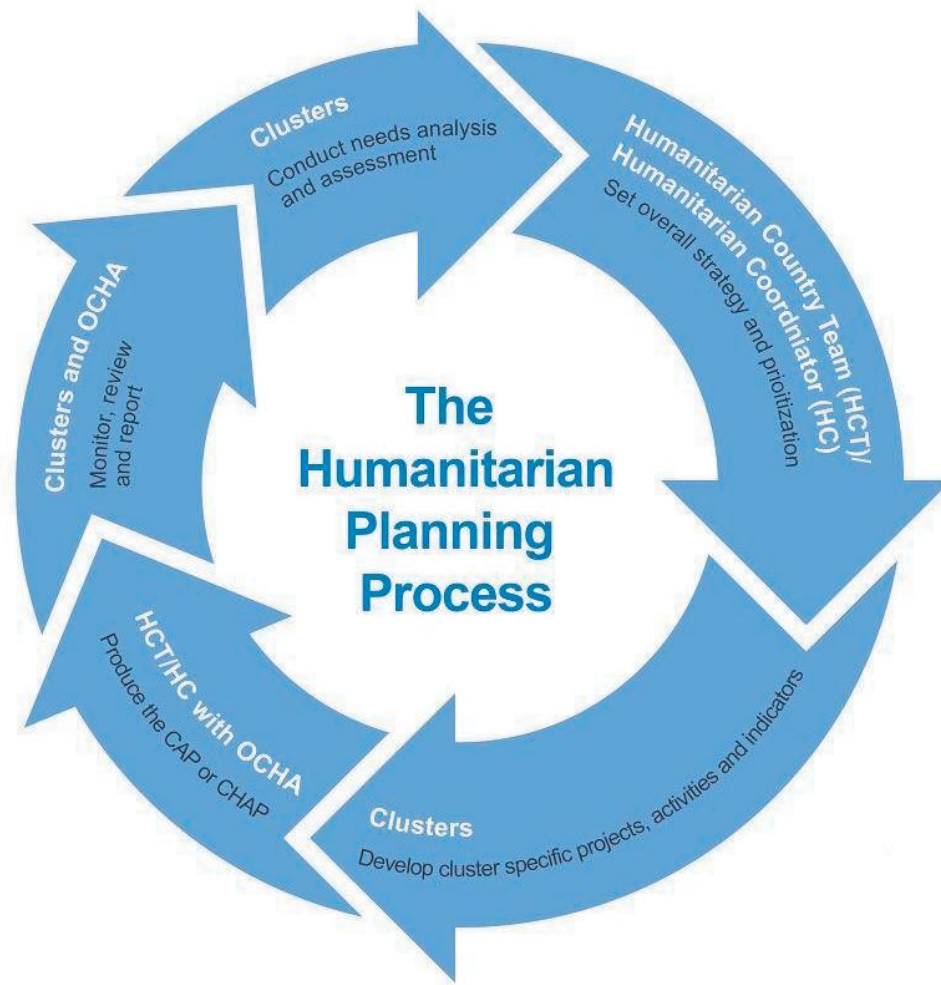 The
Humanitarian
Planning
Process
Clusters
Conduct needs analysis
and assessment
Humanitarian Country Team (HCT)/
Humanitarian Coordniator (HC)
Set overall strategy and prioitization
Clusters
Develop cluster specific projects, activities and indicators
HCT/HC with OCHA
Produce the CAP or CHAP
Clusters and OCHA
Monitor, review
and report